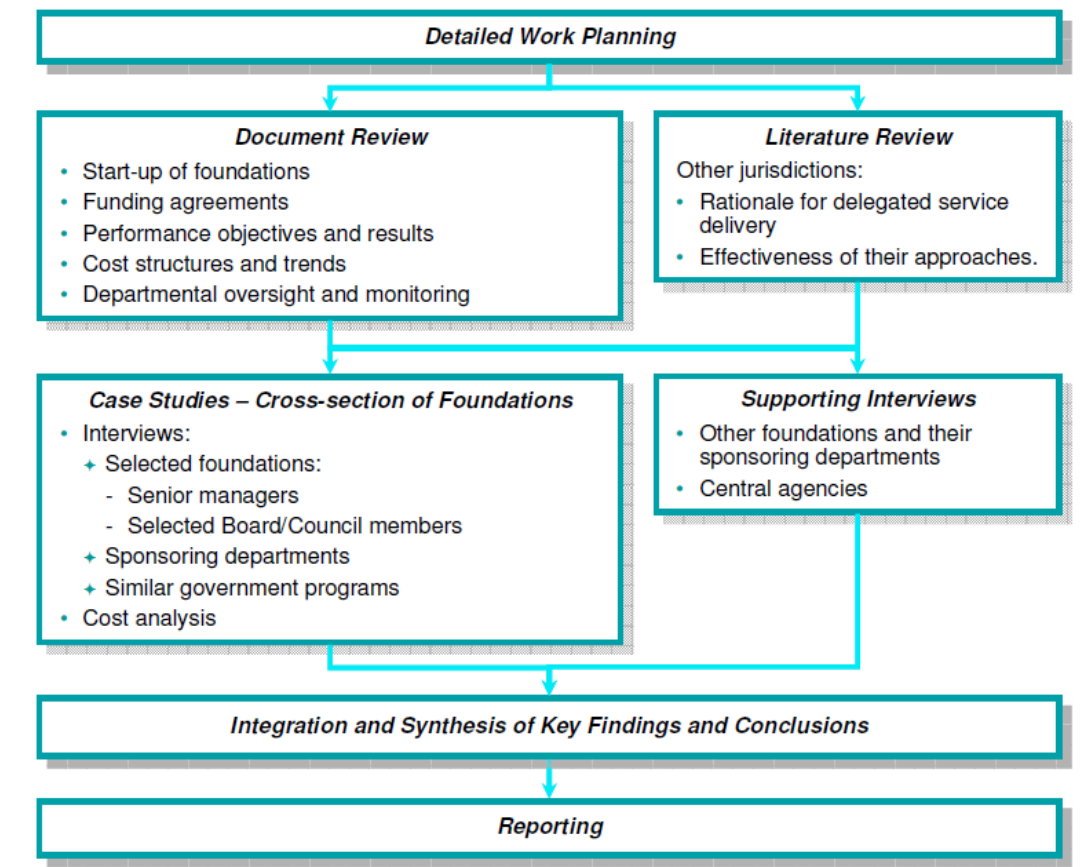 Detailed Work Planning
Document Review
• Start-up of foundations
• Funding agreements
• Performance objectives and results
• Cost structures and trends
• Departmental oversight and monitoring
Literature Review
Other jurisdictions:
• Rationale for delegated service
delivery
• Effectiveness of their approaches.
Case Studies – Cross-section of Foundations
• Interviews:
✦ Selected foundations:
- Senior managers
- Selected Board/Council members
✦ Sponsoring departments
✦ Similar government programs
• Cost analysis
Supporting Interviews
• Other foundations and their
sponsoring departments
• Central agencies
Integration and Synthesis of Key Findings and Conclusions
Reporting